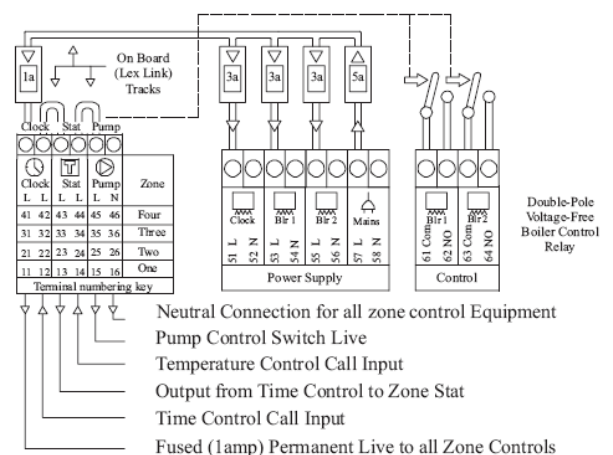 On Board
(Lex Link)
Tracks
1a
3a
3a
3a
5a
Clock Stat Pump
Clock Stat Pump Zone
L L L L L N
41 42 43 44 45 46 Four
31 32 33 34 35 36 Three
21 22 23 24 25 26 Two
11 12 13 14 15 16 One
Terminal numbering key
Clock Blr 1 Blr 2 Mains
51 L 52 N 53 L 54 N 55 L 56 N 57 L 58 N
Power Supply
Blr 1 Blr 2
61 Com 62 NO 63 Com 64 NO
Control
Double-Pole
Voltage-Free
Boiler Control
Relay
Neutral Connection for all zone control Equipment
Pump Control Switch Live
Temperature Control Call Input
Output from Time Control to Zone Stat
Time Control Call Input
Fused (1amp) Permanent Live to all Zone Controls